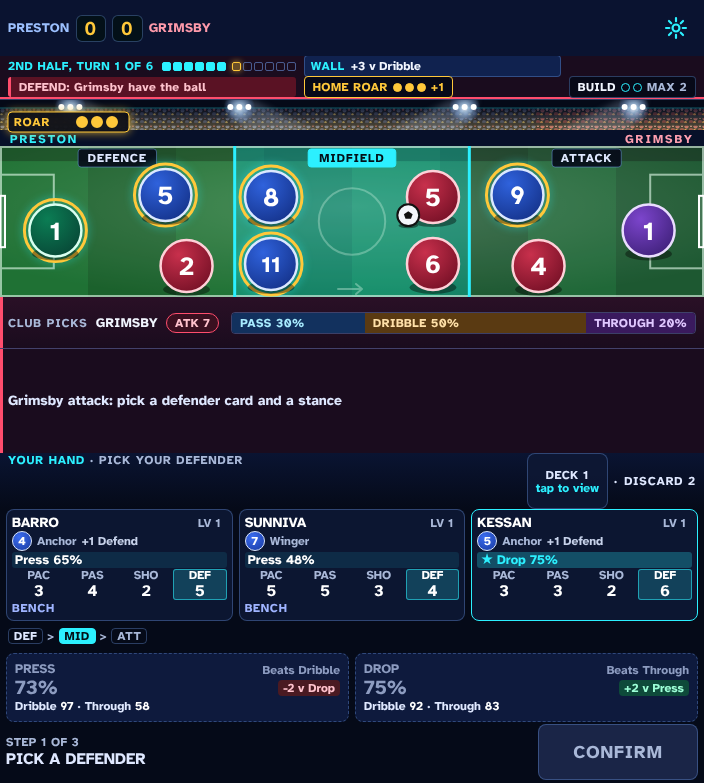 PRESTON 0 0 GRIMSBY
2ND HALF, TURN 1 OF 6
WALL +3 v Dribble
DEFEND: Grimsby have the ball
HOME ROAR +1
BUILD MAX 2
ROAR
PRESTON
GRIMSBY
DEFENCE
MIDFIELD
ATTACK
5
8
5
9
1
1
2
11
6
4
CLUB PICKS GRIMSBY ATK 7 PASS 30% DRIBBLE 50% THROUGH 20%
Grimsby attack: pick a defender card and a stance
YOUR HAND · PICK YOUR DEFENDER
DECK 1
tap to view
· DISCARD 2
BARRO LV 1
4 Anchor +1 Defend
Press 65%
PAC PAS SHO DEF
3 4 2 5
BENCH
SUNNIVA LV 1
7 Winger
Press 48%
PAC PAS SHO DEF
5 5 3 4
BENCH
KESSAN LV 1
5 Anchor +1 Defend
★ Drop 75%
PAC PAS SHO DEF
3 3 2 6
DEF > MID > ATT
PRESS Beats Dribble
73% -2 v Drop
Dribble 97 · Through 58
DROP Beats Through
75% +2 v Press
Dribble 92 · Through 83
STEP 1 OF 3
PICK A DEFENDER
CONFIRM